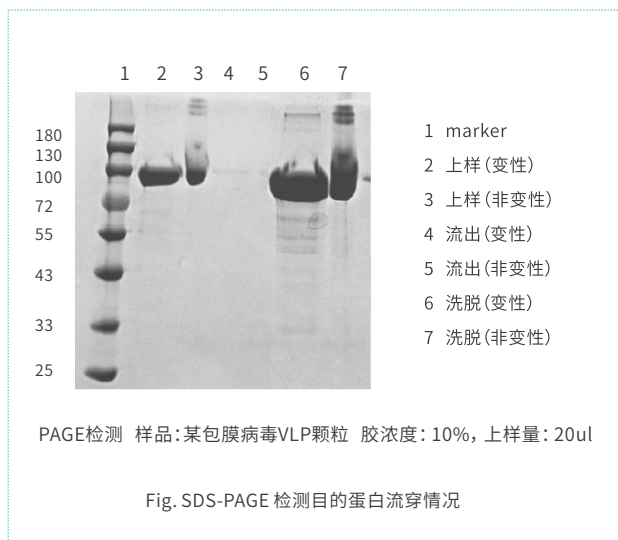 1 2 3 4 5 6 7
180
130
100
72
55
43
33
25
1 marker
2 上样(变性)
3 上样(非变性)
4 流出(变性)
5 流出(非变性)
6 洗脱(变性)
7 洗脱(非变性)
PAGE检测 样品：某包膜病毒VLP颗粒 胶浓度：10%，上样量：20ul
Fig. SDS-PAGE 检测目的蛋白流穿情况